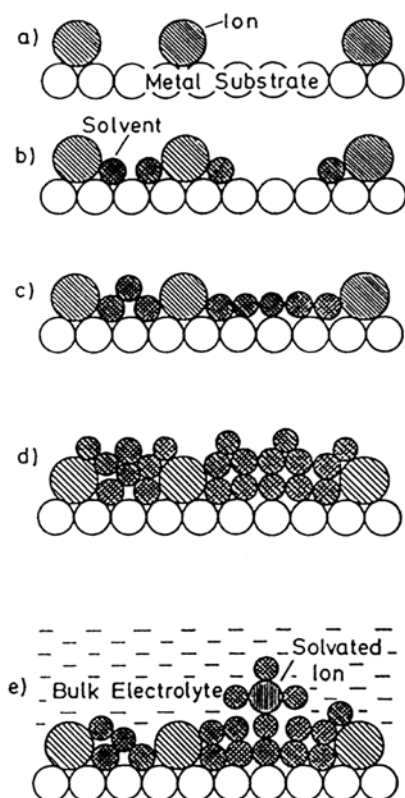 a)
Ion
Metal Substrate
b)
Solvent
c)
d)
e)
Solvated
Ion
Bulk Electrolyte